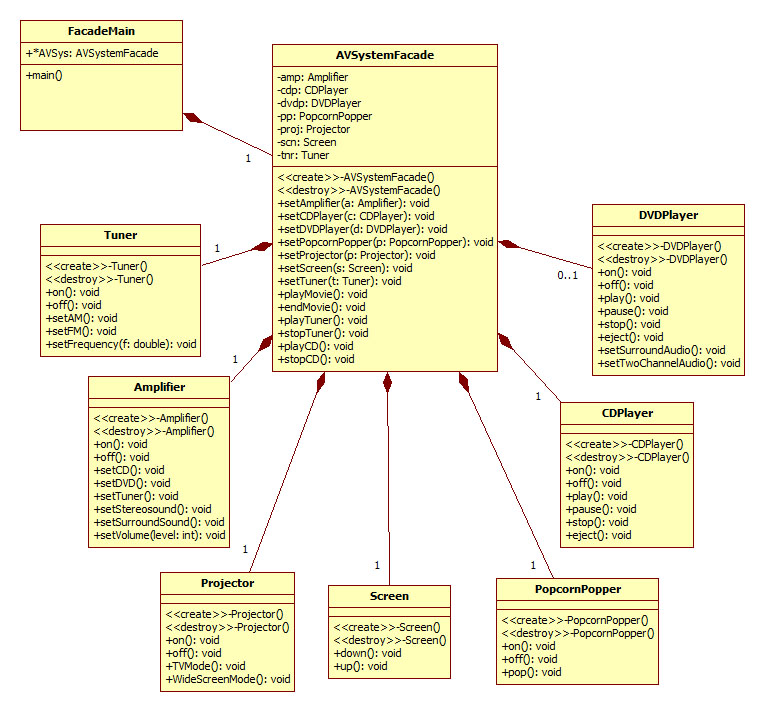 FacadeMain
+*AVSys: AVSystemFacade
+main()
1
AVSystemFacade
-amp: Amplifier
-cdp: CDPlayer
-dvdp: DVDPlayer
-pp: PopcornPopper
-proj: Projector
-scn: Screen
-tnr: Tuner
<<create>>-AVSystemFacade()
<<destroy>>-AVSystemFacade()
+setAmplifier(a: Amplifier): void
+setCDPlayer(c: CDPlayer): void
+setDVDPlayer(d: DVDPlayer): void
+setPopcornPopper(p: PopcornPopper): void
+setProjector(p: Projector): void
+setScreen(s: Screen): void
+setTuner(t: Tuner): void
+playMovie(): void
+endMovie(): void
+playTuner(): void
+stopTuner(): void
+playCD(): void
+stopCD(): void
Tuner
<<create>>-Tuner()
<<destroy>>-Tuner()
+on(): void
+off(): void
+setAM(): void
+setFM(): void
+setFrequency(f: double): void
1
DVDPlayer
<<create>>-DVDPlayer()
<<destroy>>-DVDPlayer()
+on(): void
+off(): void
+play(): void
+pause(): void
+stop(): void
+eject(): void
+setSurroundAudio(): void
+setTwoChannelAudio(): void
0..1
Amplifier
<<create>>-Amplifier()
<<destroy>>-Amplifier()
+on(): void
+off(): void
+setCD(): void
+setDVD(): void
+setTuner(): void
+setStereosound(): void
+setSurroundSound(): void
+setVolume(level: int): void
1
CDPlayer
<<create>>-CDPlayer()
<<destroy>>-CDPlayer()
+on(): void
+off(): void
+play(): void
+pause(): void
+stop(): void
+eject(): void
1
Projector
<<create>>-Projector()
<<destroy>>-Projector()
+on(): void
+off(): void
+TVMode(): void
+WideScreenMode(): void
1
Screen
<<create>>-Screen()
<<destroy>>-Screen()
+down(): void
+up(): void
1
PopcornPopper
<<create>>-PopcornPopper()
<<destroy>>-PopcornPopper()
+on(): void
+off(): void
+pop(): void
1